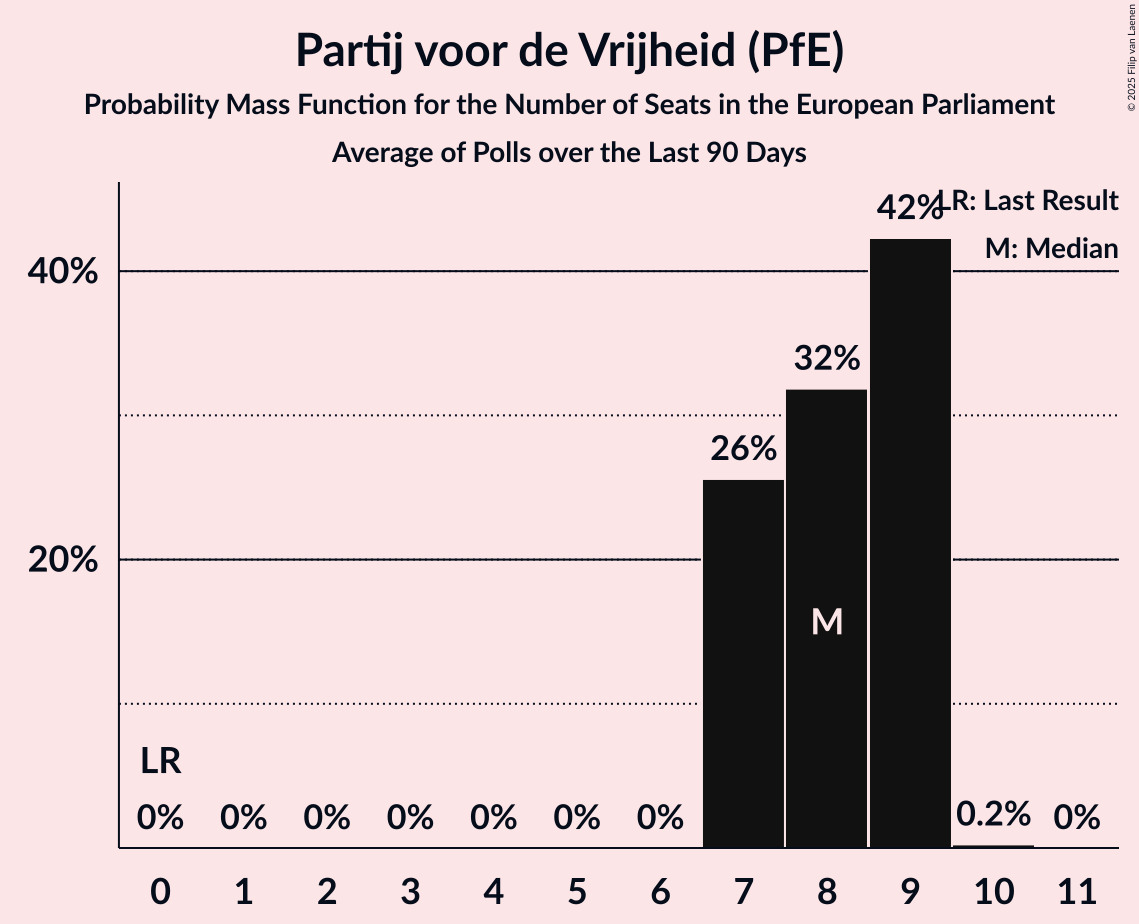 Partij voor de Vrijheid (PfE)
Probability Mass Function for the Number of Seats in the European Parliament
Average of Polls over the Last 90 Days
© 2025 Filip van Laenen
LR: Last Result
M: Median
42%
40%
32%
26%
20%
M
LR
0% 0% 0% 0% 0% 0% 0% 0.2% 0%
0 1 2 3 4 5 6 7 8 9 10 11